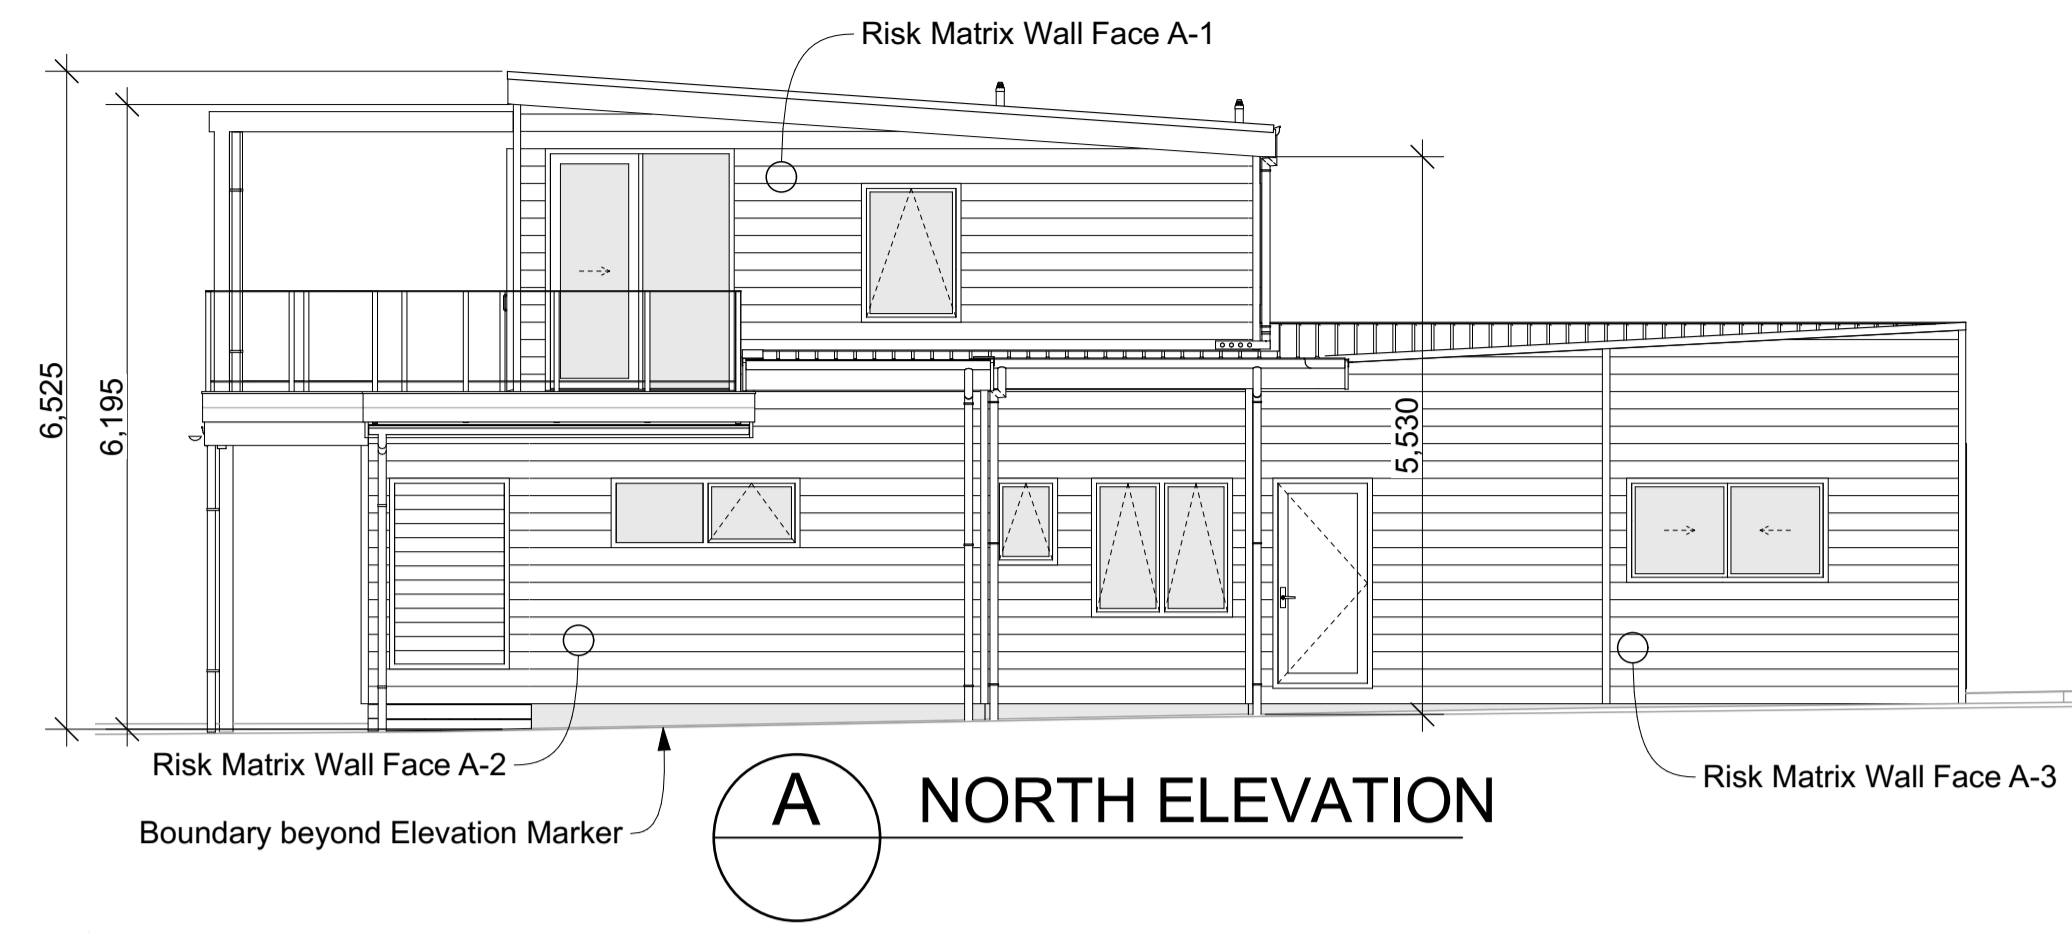 Risk Matrix Wall Face A-1
6,525
6,195
5,530
Risk Matrix Wall Face A-2
Risk Matrix Wall Face A-3
Boundary beyond Elevation Marker
A NORTH ELEVATION